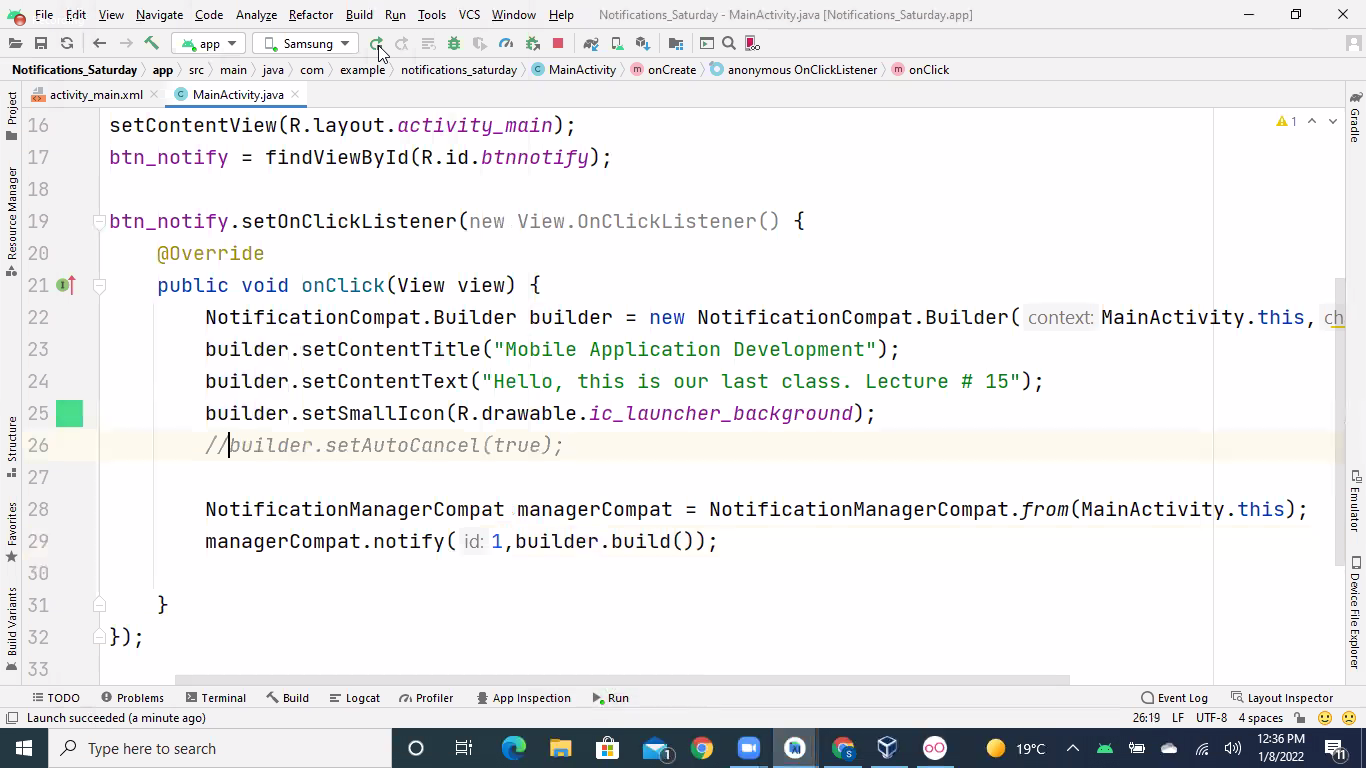 File Edit View Navigate Code Analyze Refactor Build Run Tools VCS Window Help Notifications_Saturday - MainActivity.java [Notifications_Saturday.app]
app Samsung
Notifications_Saturday app src main java com example notifications_saturday MainActivity onCreate anonymous OnClickListener onClick
activity_main.xml MainActivity.java
16 setContentView(R.layout.activity_main);
1
17 btn_notify = findViewById(R.id.btnnotify);
18
19 btn_notify.setOnClickListener(new View.OnClickListener() {
20 @Override
21 public void onClick(View view) {
22 NotificationCompat.Builder builder = new NotificationCompat.Builder( context: MainActivity.this, ch
23 builder.setContentTitle("Mobile Application Development");
24 builder.setContentText("Hello, this is our last class. Lecture # 15");
25 builder.setSmallIcon(R.drawable.ic_launcher_background);
26 //builder.setAutoCancel(true);
27
28 NotificationManagerCompat managerCompat = NotificationManagerCompat.from(MainActivity.this);
29 managerCompat.notify( id: 1,builder.build());
30
31 }
32 });
33
Project
Resource Manager
Structure
Favorites
Build Variants
Gradle
Emulator
Device File Explorer
TODO Problems Terminal Build Logcat Profiler App Inspection Run Event Log Layout Inspector
Launch succeeded (a minute ago) 26:19 LF UTF-8 4 spaces
Type here to search 1 19°C 12:36 PM
1/8/2022 11